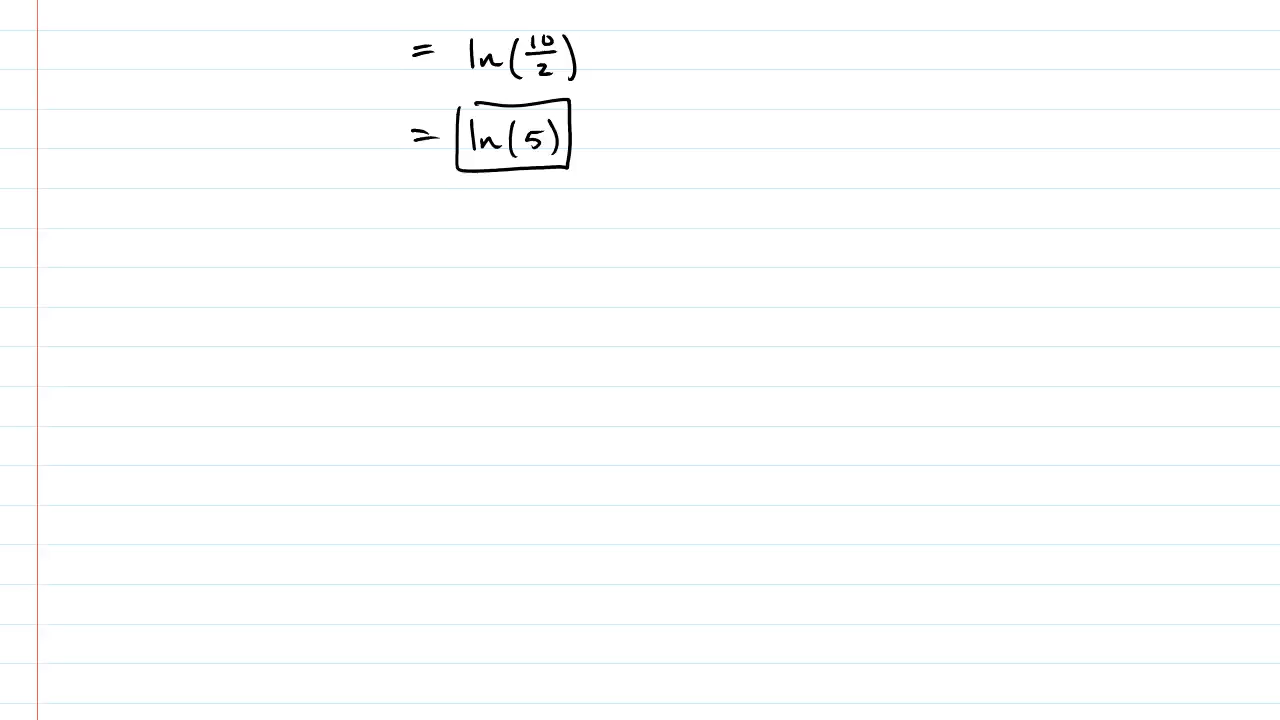 = ln(10/2)
= ln(5)